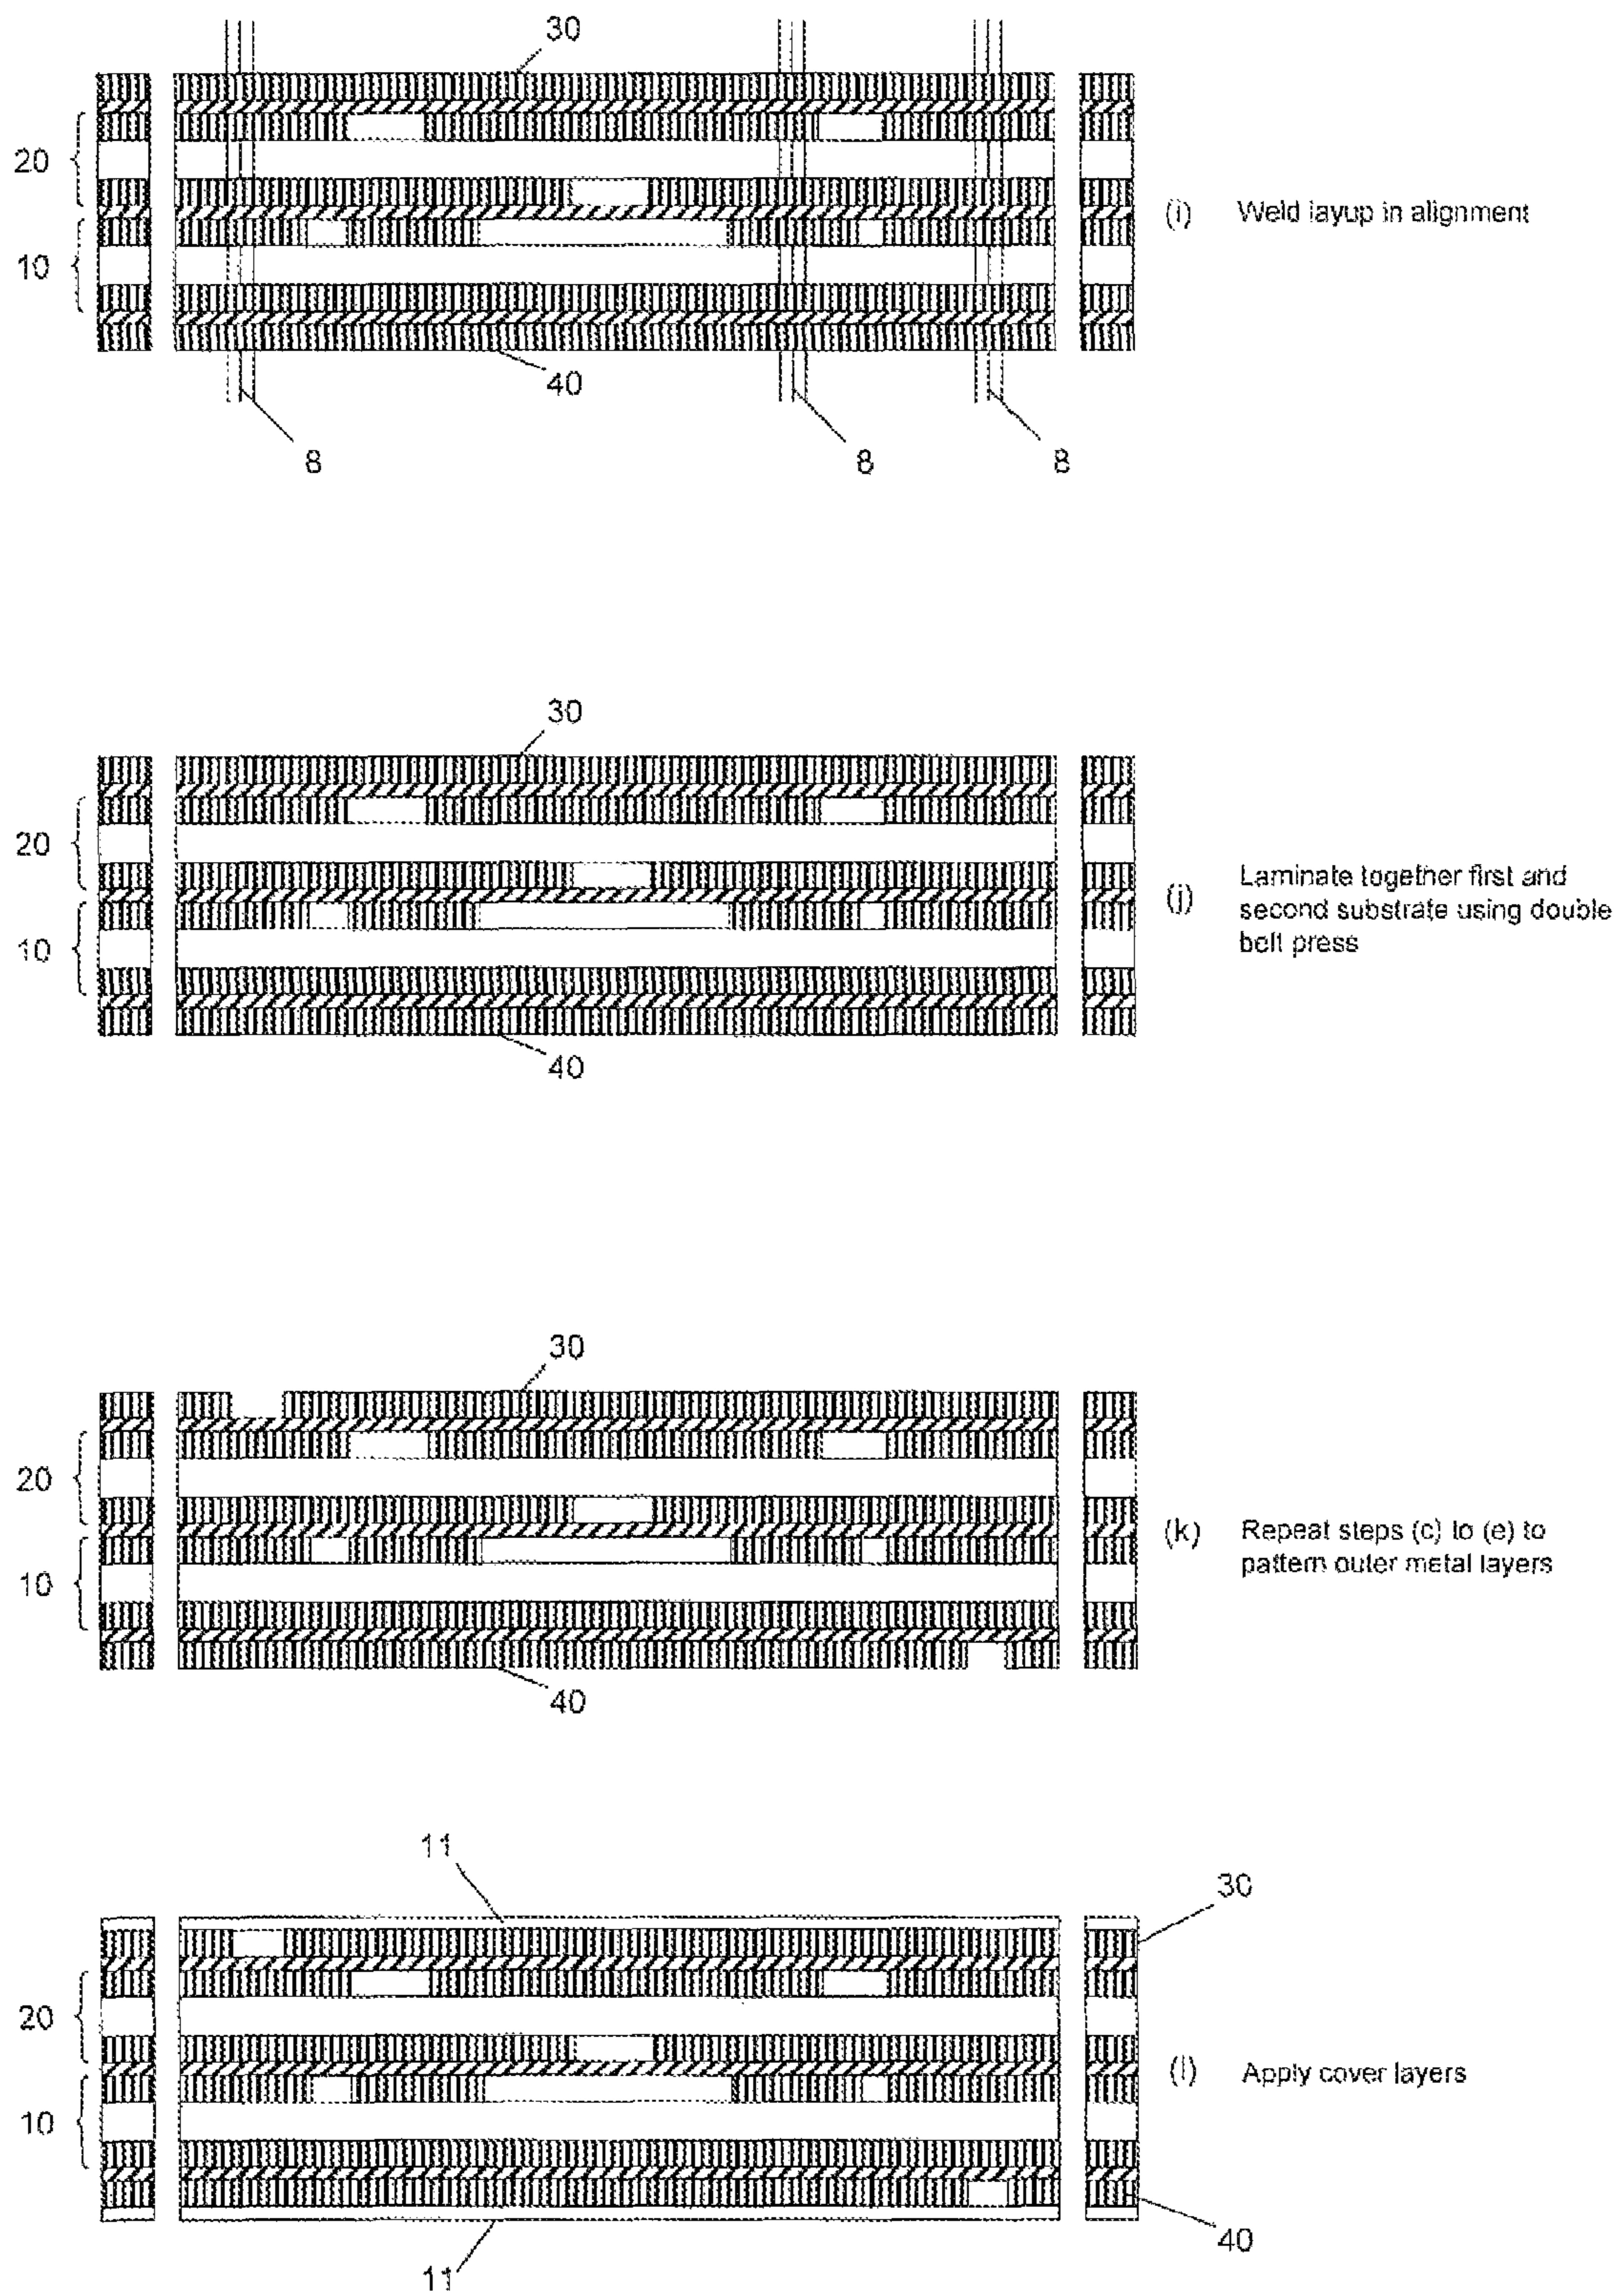 30
20
(i) Weld layup in alignment
10
40
8 8 8
30
20
(j) Laminate together first and
second substrate using double
belt press
10
40
30
20
(k) Repeat steps (c) to (e) to
pattern outer metal layers
10
40
11
30
20
(l) Apply cover layers
10
40
11